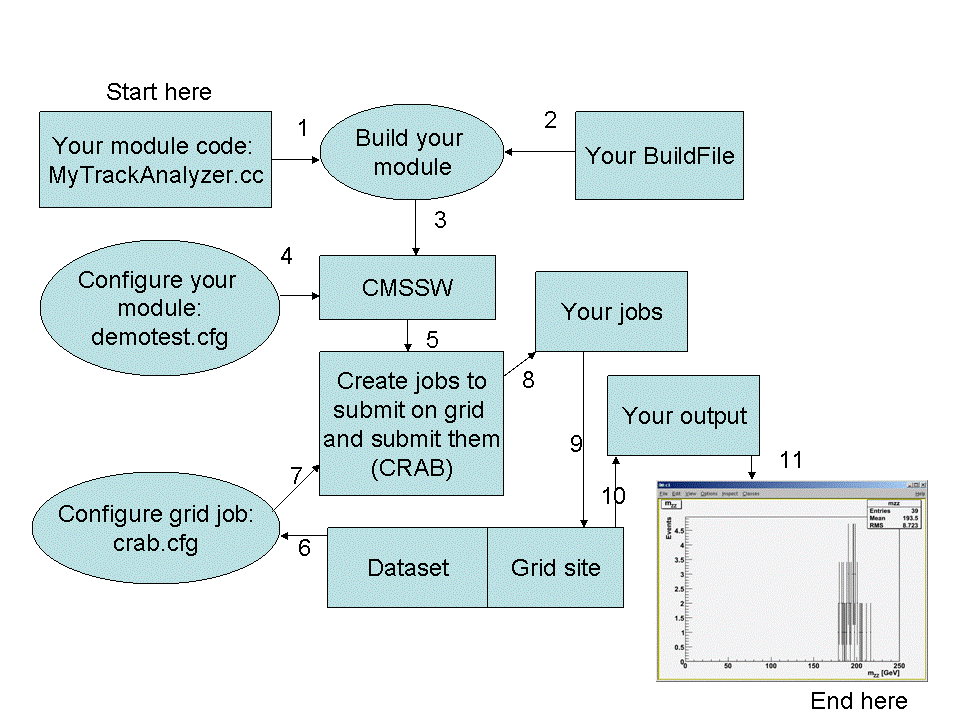 Start here
Your module code:
MyTrackAnalyzer.cc
1
Build your
module
2
Your BuildFile
3
Configure your
module:
demotest.cfg
4
CMSSW
5
Your jobs
Create jobs to
submit on grid
and submit them
(CRAB)
8
Your output
9
7
Configure grid job:
crab.cfg
6
Dataset
Grid site
10
11
c1
File Edit View Options Inspect Classes Help
mzz
mzz
Entries 39
Mean 193.5
RMS 8.723
Events
4.5
4
3.5
3
2.5
2
1.5
1
0.5
0
0 50 100 150 200 250
mzz [GeV]
End here